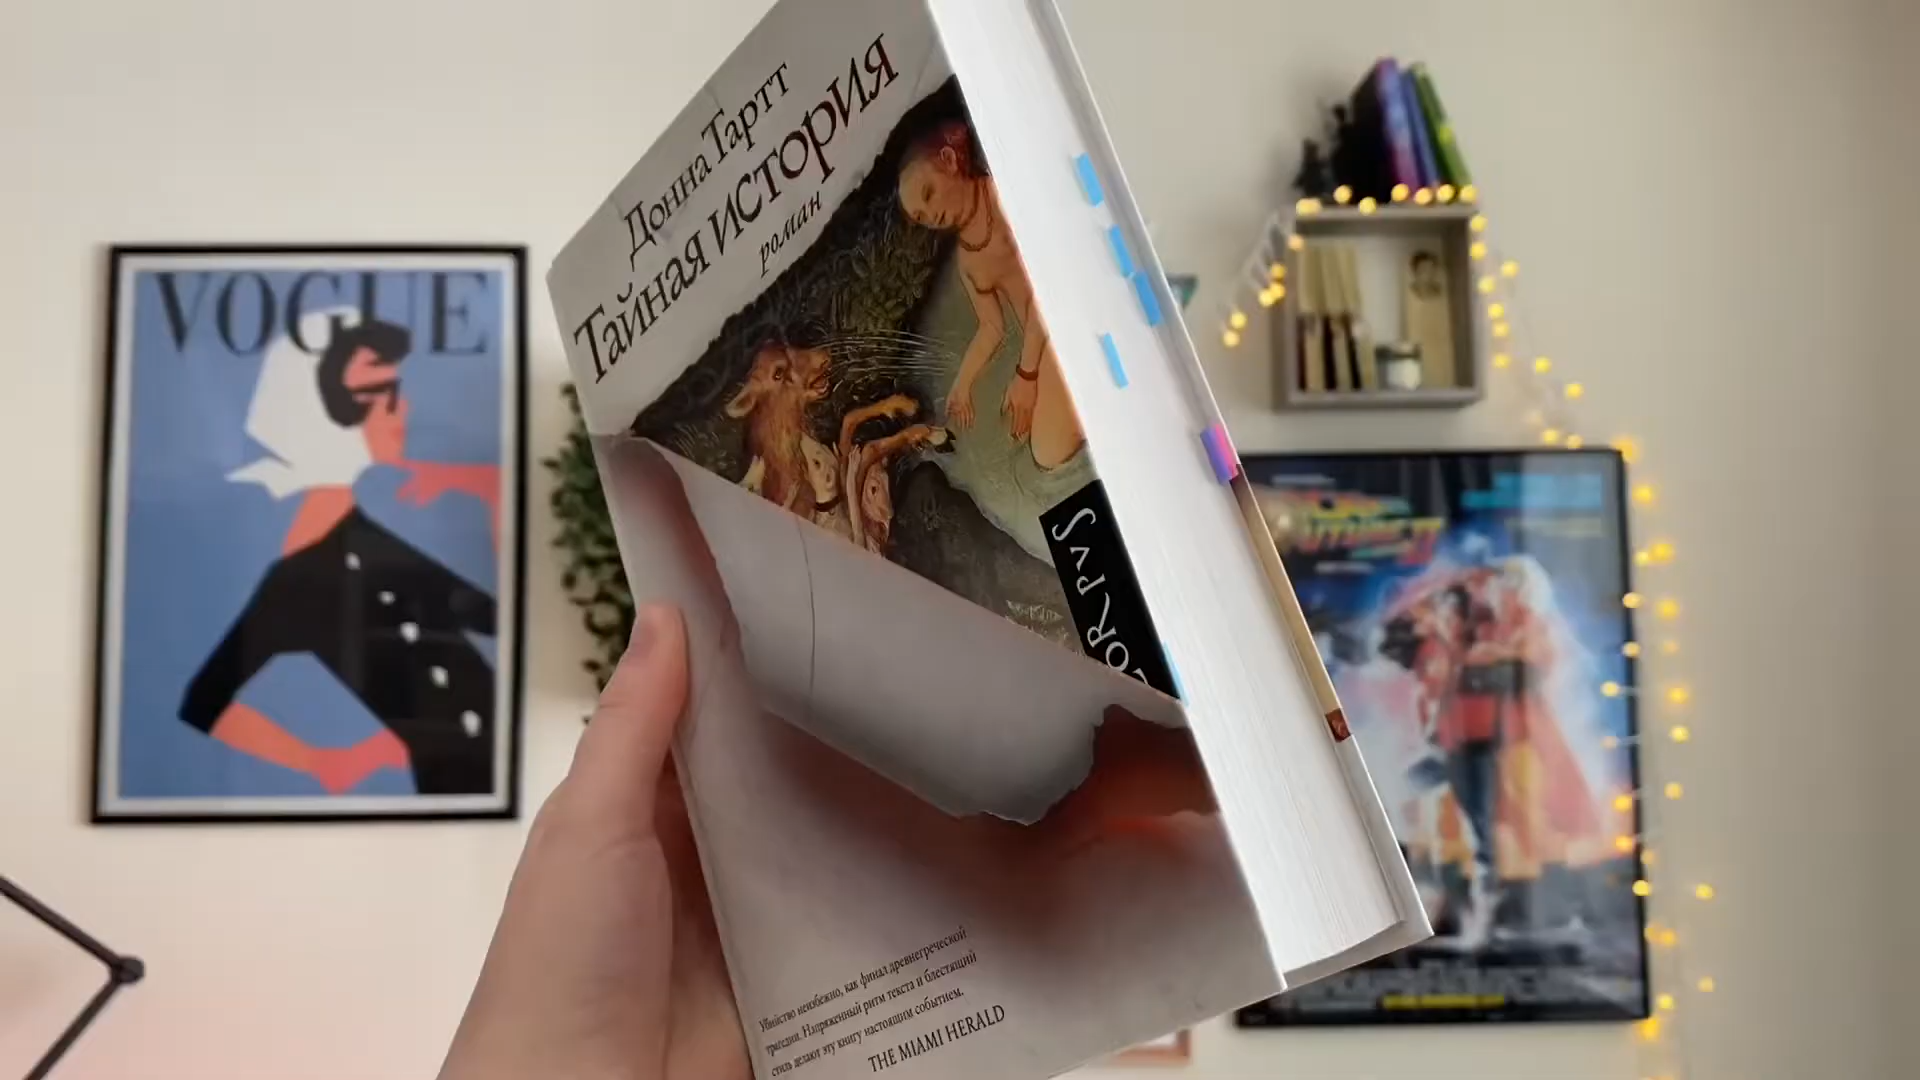 VOGUE
Донна Тартт
Тайная история
роман
CORPVS
Убийство неизбежно, как финал древнегреческой
трагедии. Напряженный ритм текста и блестящий
стиль делают эту книгу настоящим событием.
THE MIAMI HERALD